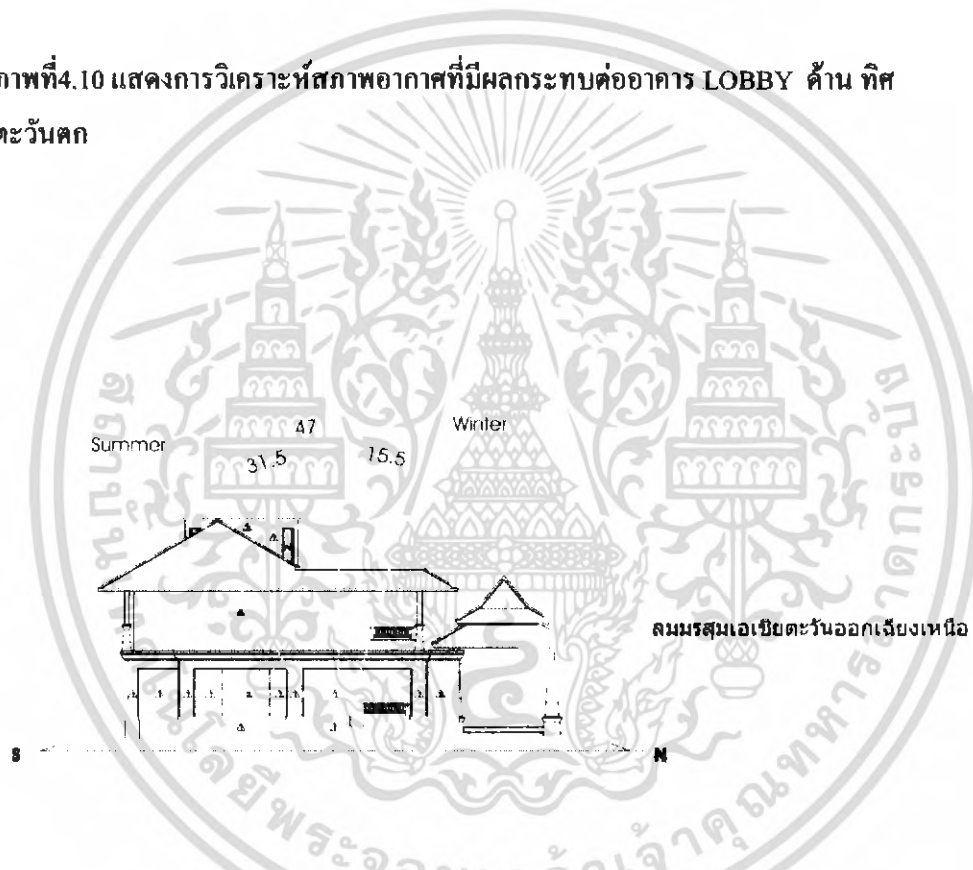 ภาพที่4.10 แสดงการวิเคราะห์สภาพอากาศที่มีผลกระทบต่ออาคาร LOBBY ด้าน ทิศ
ตะวันตก
Summer 47 Winter
31.5 15.5
ลมมรสุมเอเชียตะวันออกเฉียงเหนือ
S N